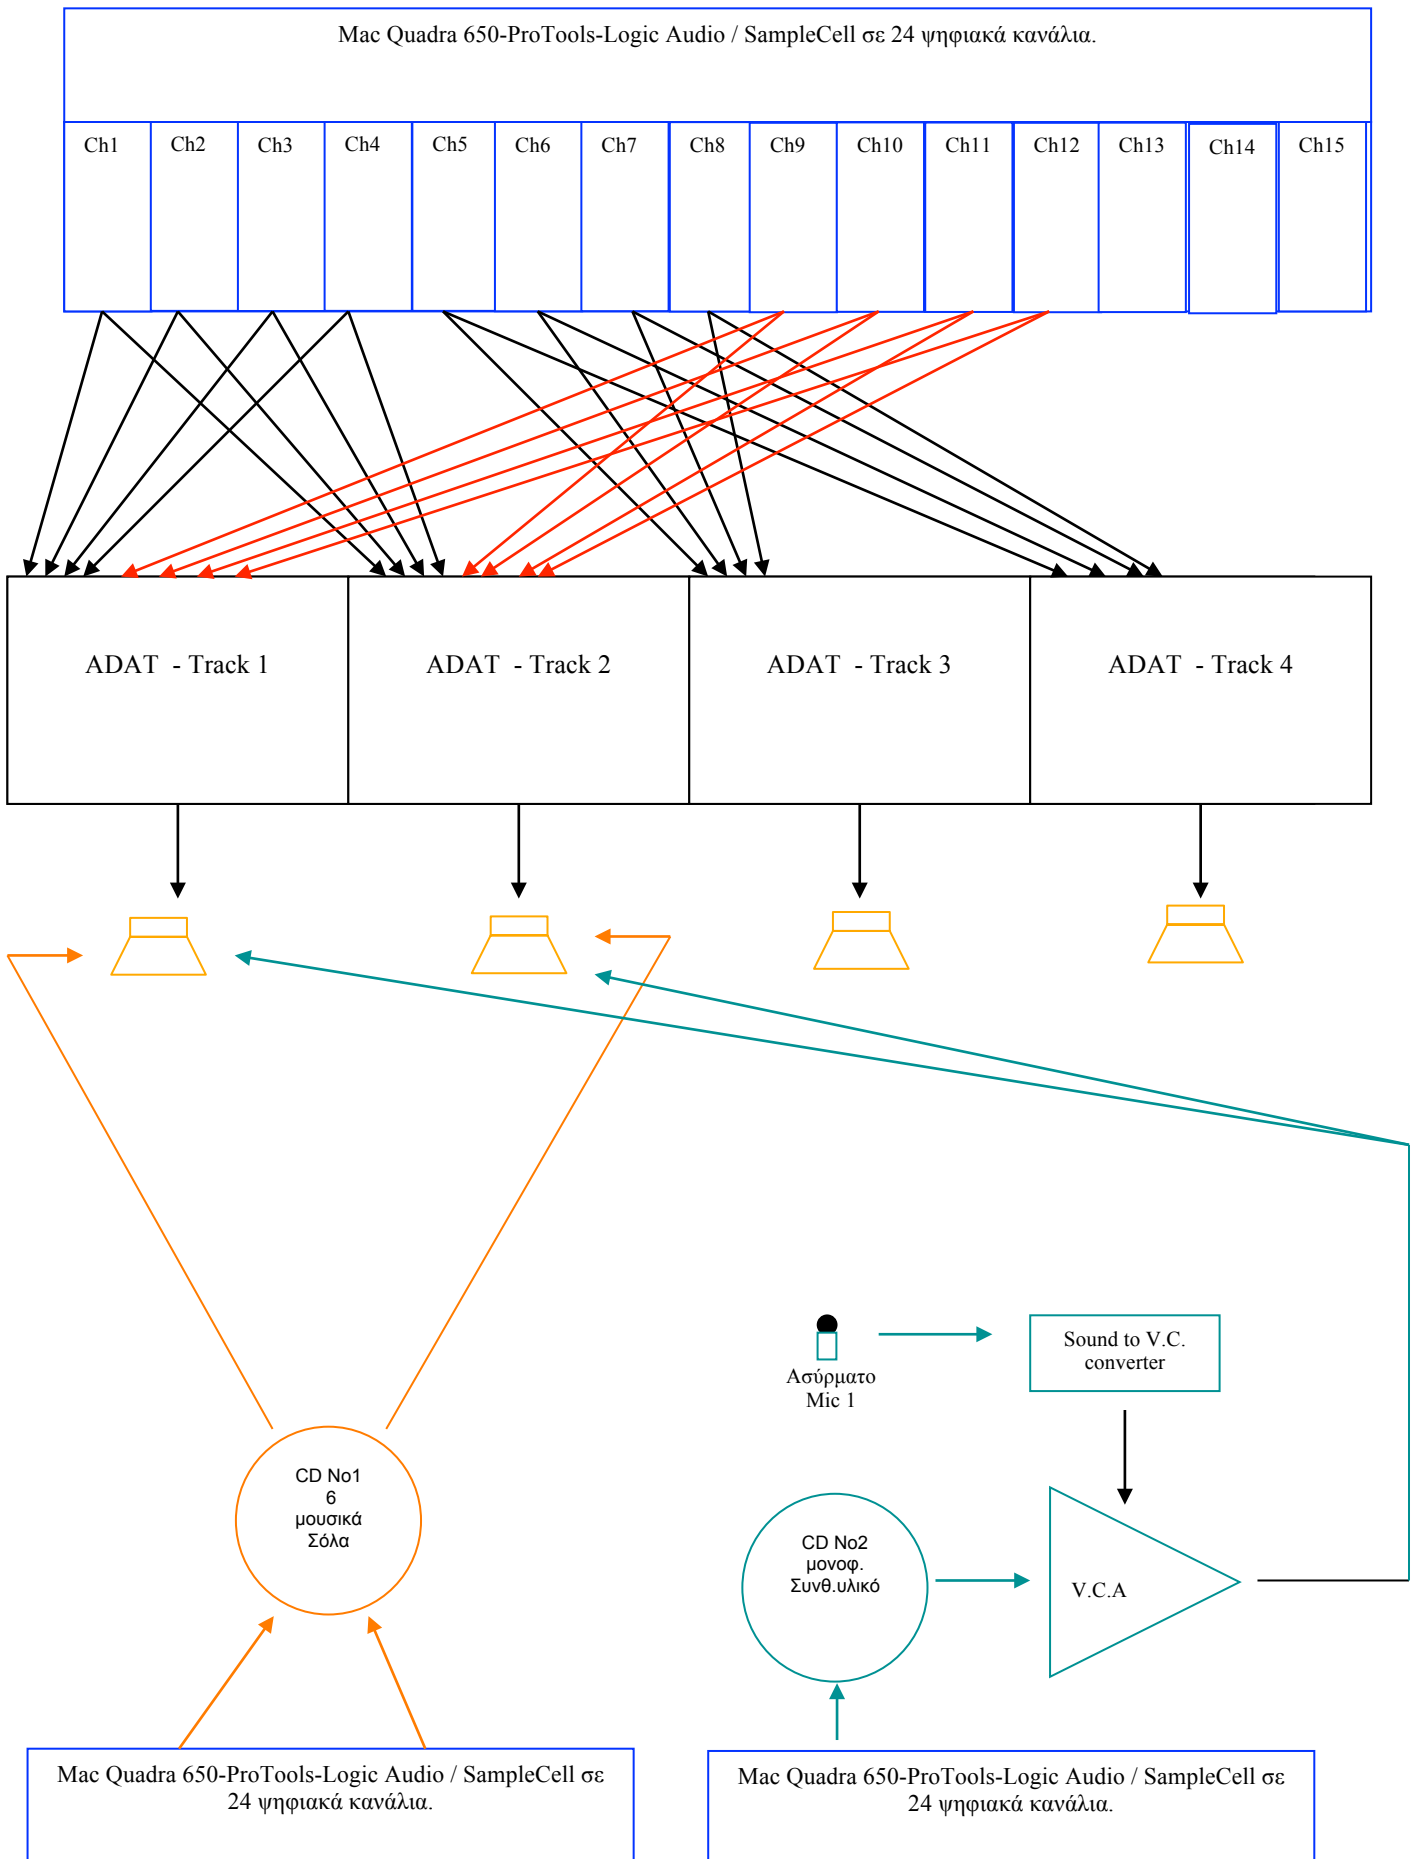 Mac Quadra 650-ProTools-Logic Audio / SampleCell σε 24 ψηφιακά κανάλια.
Ch1 Ch2 Ch3 Ch4 Ch5 Ch6 Ch7 Ch8 Ch9 Ch10 Ch11 Ch12 Ch13 Ch14 Ch15
ADAT - Track 1 ADAT - Track 2 ADAT - Track 3 ADAT - Track 4
Ασύρματο
Mic 1
Sound to V.C.
converter
CD No1
6
μουσικά
Σόλα
CD No2
μονοφ.
Συνθ.υλικό
V.C.A
Mac Quadra 650-ProTools-Logic Audio / SampleCell σε
24 ψηφιακά κανάλια.
Mac Quadra 650-ProTools-Logic Audio / SampleCell σε
24 ψηφιακά κανάλια.